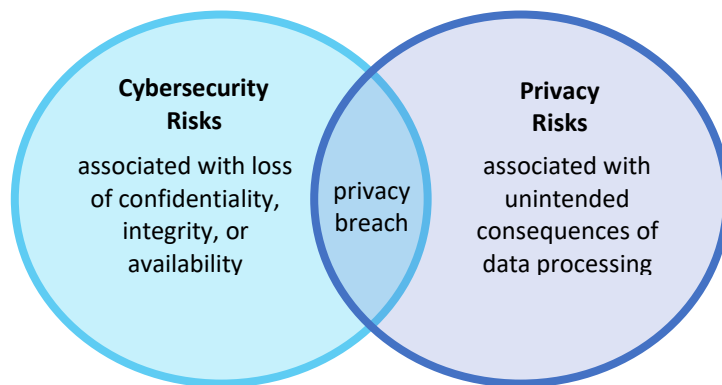 Cybersecurity
Risks
associated with loss
of confidentiality,
integrity, or
availability
privacy
breach
Privacy
Risks
associated with
unintended
consequences of
data processing